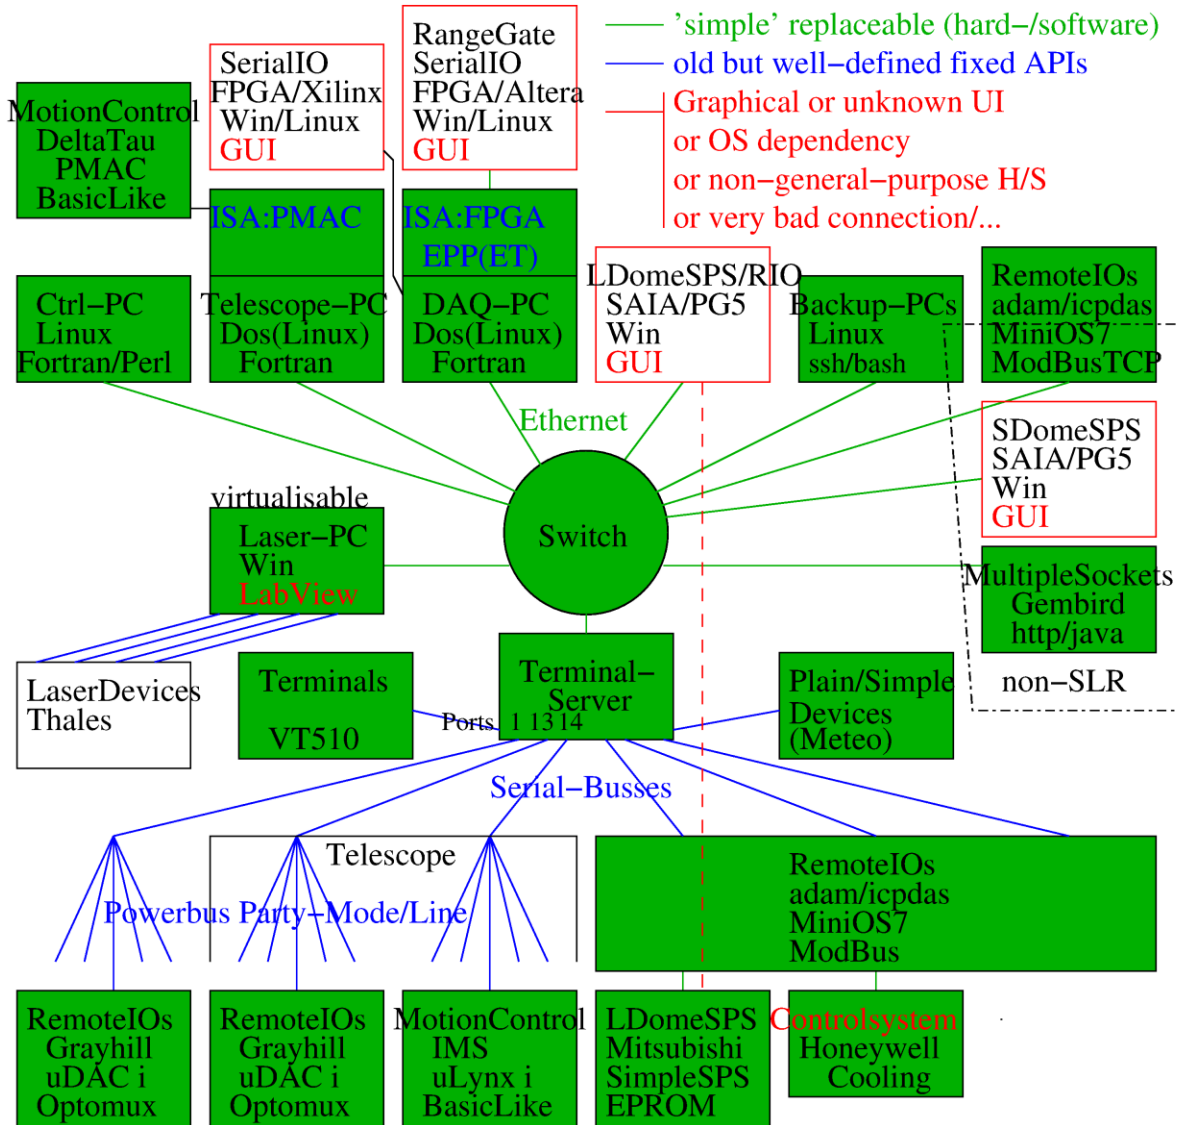 'simple' replaceable (hard-/software)
old but well-defined fixed APIs
Graphical or unknown UI
or OS dependency
or non-general-purpose H/S
or very bad connection/...
MotionControl
DeltaTau
PMAC
BasicLike
SerialIO
FPGA/Xilinx
Win/Linux
GUI
RangeGate
SerialIO
FPGA/Altera
Win/Linux
GUI
ISA:PMAC
ISA:FPGA
EPP(ET)
Ctrl-PC
Linux
Fortran/Perl
Telescope-PC
Dos(Linux)
Fortran
DAQ-PC
Dos(Linux)
Fortran
LDomeSPS/RIO
SAIA/PG5
Win
GUI
Backup-PCs
Linux
ssh/bash
RemoteIOs
adam/icpdas
MiniOS7
ModBusTCP
Ethernet
SDomeSPS
SAIA/PG5
Win
GUI
virtualisable
Laser-PC
Win
LabView
Switch
MultipleSockets
Gembird
http/java
non-SLR
LaserDevices
Thales
Terminals
VT510
Terminal-
Server
Ports 1 13 14
Plain/Simple
Devices
(Meteo)
Serial-Busses
Telescope
Powerbus Party-Mode/Line
RemoteIOs
adam/icpdas
MiniOS7
ModBus
RemoteIOs
Grayhill
uDAC i
Optomux
RemoteIOs
Grayhill
uDAC i
Optomux
MotionControl
IMS
uLynx i
BasicLike
LDomeSPS
Mitsubishi
SimpleSPS
EPROM
Controlsystem
Honeywell
Cooling